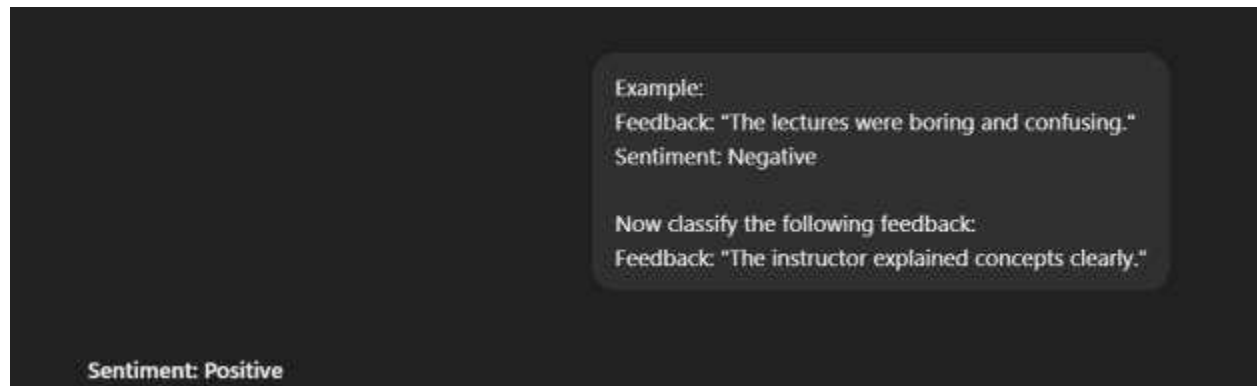 Example:
Feedback: "The lectures were boring and confusing."
Sentiment: Negative
Now classify the following feedback:
Feedback: "The instructor explained concepts clearly."
Sentiment: Positive